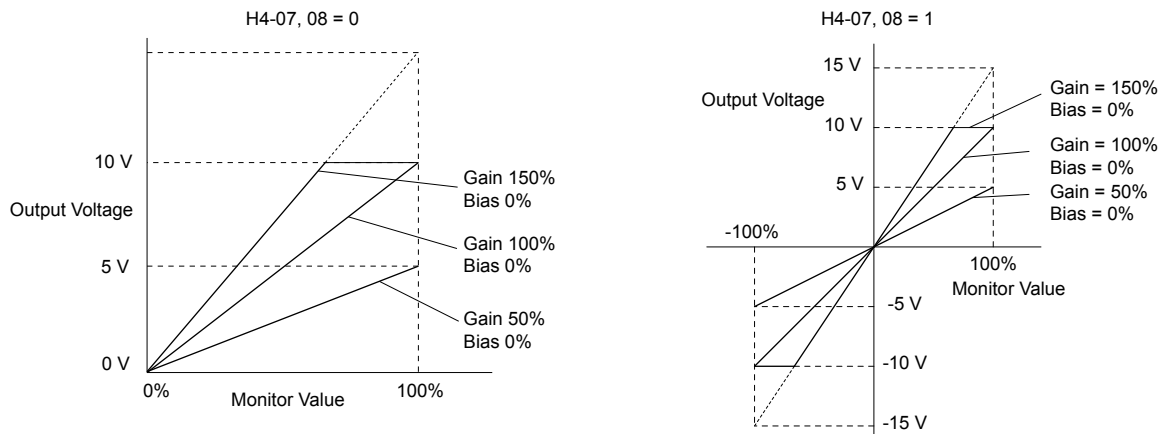 H4-07, 08 = 0
10 V
Output Voltage
5 V
0 V
0%
Monitor Value
100%
Gain 150%
Bias 0%
Gain 100%
Bias 0%
Gain 50%
Bias 0%
H4-07, 08 = 1
15 V
Output Voltage
10 V
5 V
-100%
Gain = 150%
Bias = 0%
Gain = 100%
Bias = 0%
Gain = 50%
Bias = 0%
100%
Monitor Value
-5 V
-10 V
-15 V